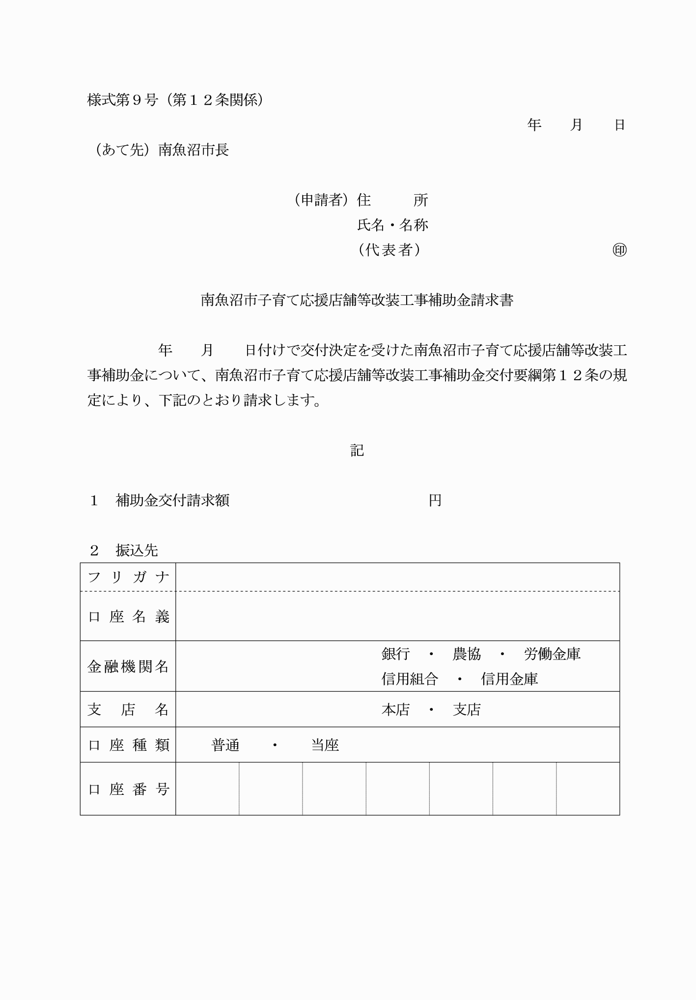 様式第９号（第１２条関係）
年　　月　　日
（あて先）南魚沼市長
（申請者）住　　　所
氏名・名称
（代表者）　　　　　　　　　　　　　㊞
南魚沼市子育て応援店舗等改装工事補助金請求書
年　　月　　日付けで交付決定を受けた南魚沼市子育て応援店舗等改装工
事補助金について、南魚沼市子育て応援店舗等改装工事補助金交付要綱第１２条の規
定により、下記のとおり請求します。
記
１　補助金交付請求額　　　　　　　　　　　　　　円
２　振込先
フリガナ
口座名義
金融機関名
銀行　・　農協　・　労働金庫
信用組合　・　信用金庫
支店名
本店　・　支店
口座種類
普通　　・　　当座
口座番号